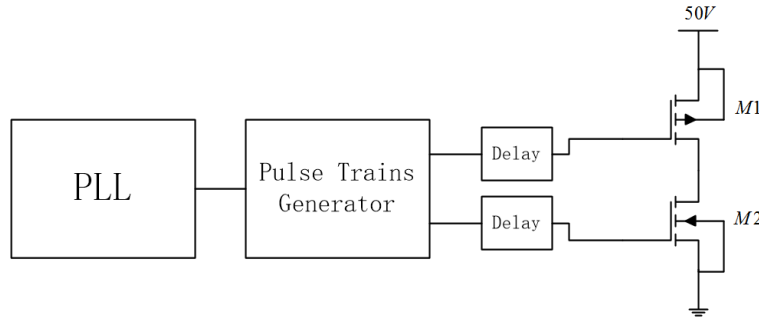 50V
M1
PLL
Pulse Trains
Generator
Delay
Delay
M2